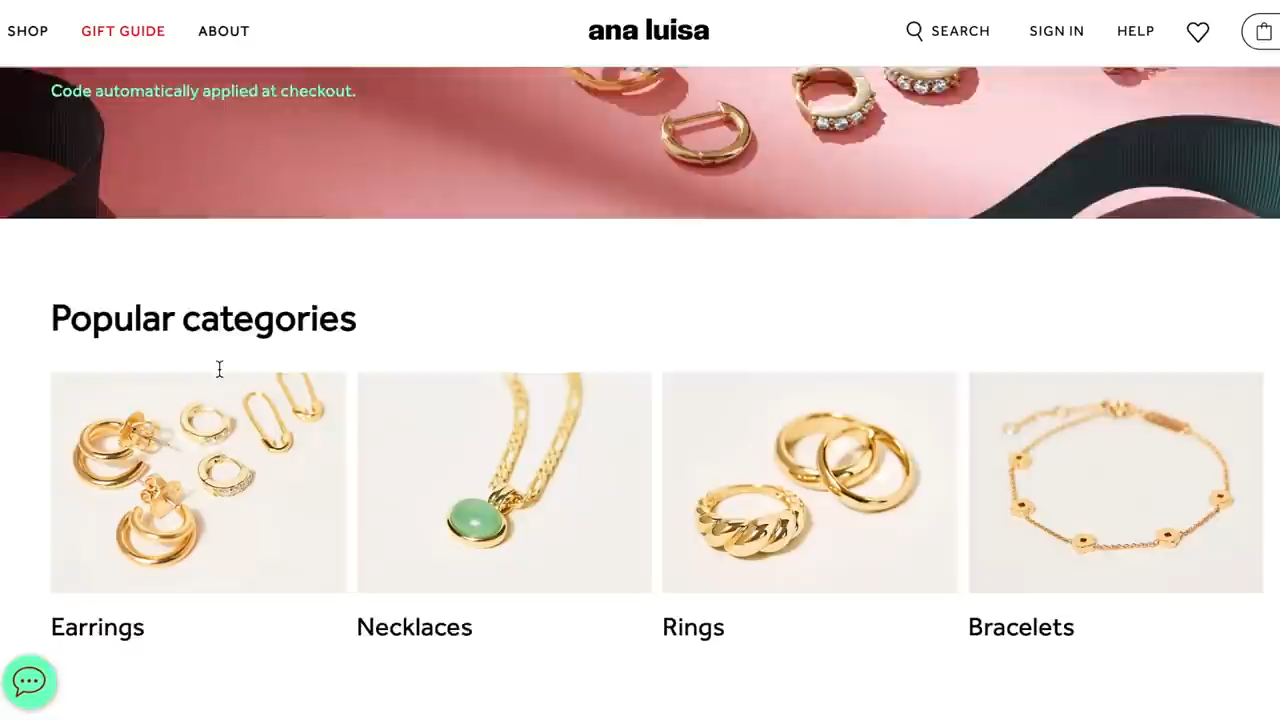 SHOP GIFT GUIDE ABOUT ana luisa SEARCH SIGN IN HELP
Code automatically applied at checkout.
Popular categories
Earrings Necklaces Rings Bracelets